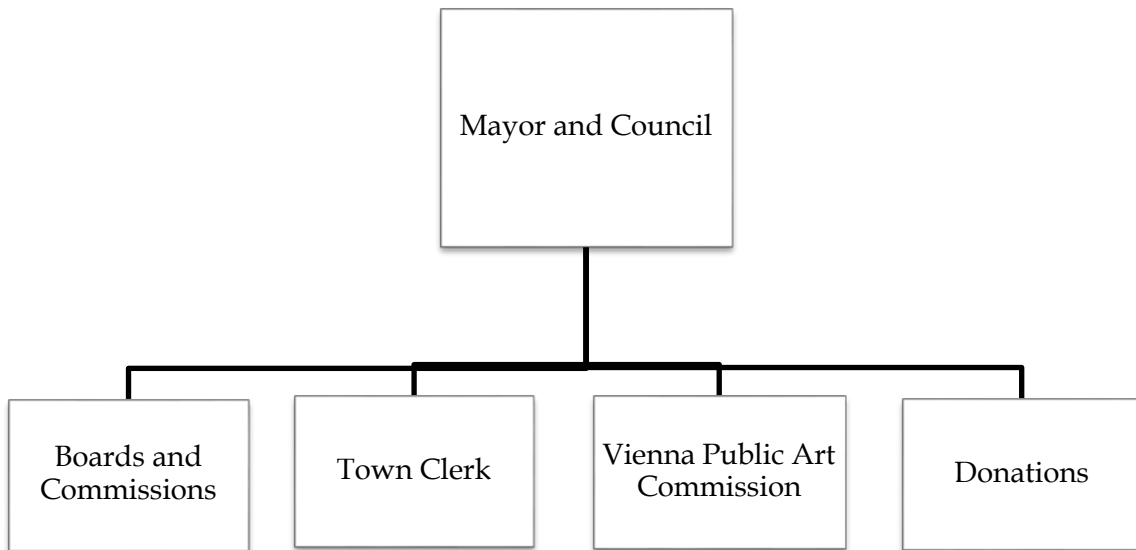 Mayor and Council
Boards and
Commissions
Town Clerk
Vienna Public Art
Commission
Donations